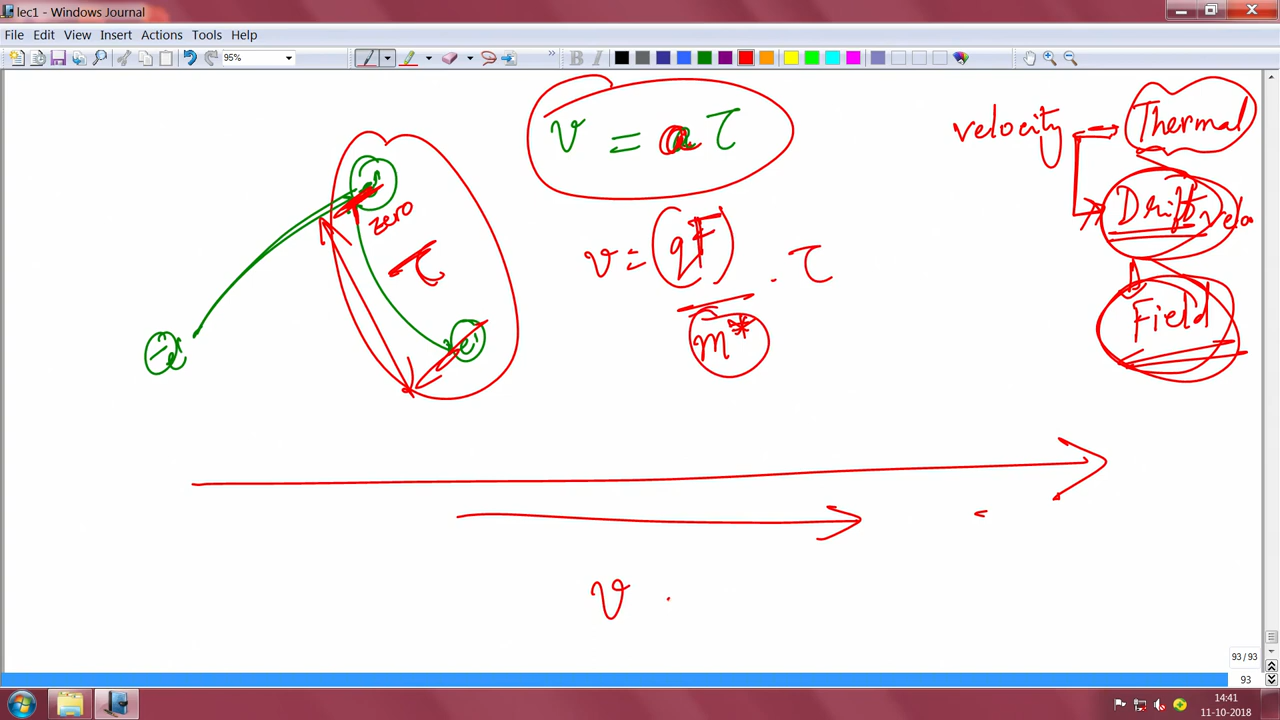 lec1 - Windows Journal
File Edit View Insert Actions Tools Help
95%
v = a τ
velocity → Thermal
Drift velo
Field
zero
τ
e
e
-e
v = qF / m* . τ
v
93 / 93
93
14:41
11-10-2018